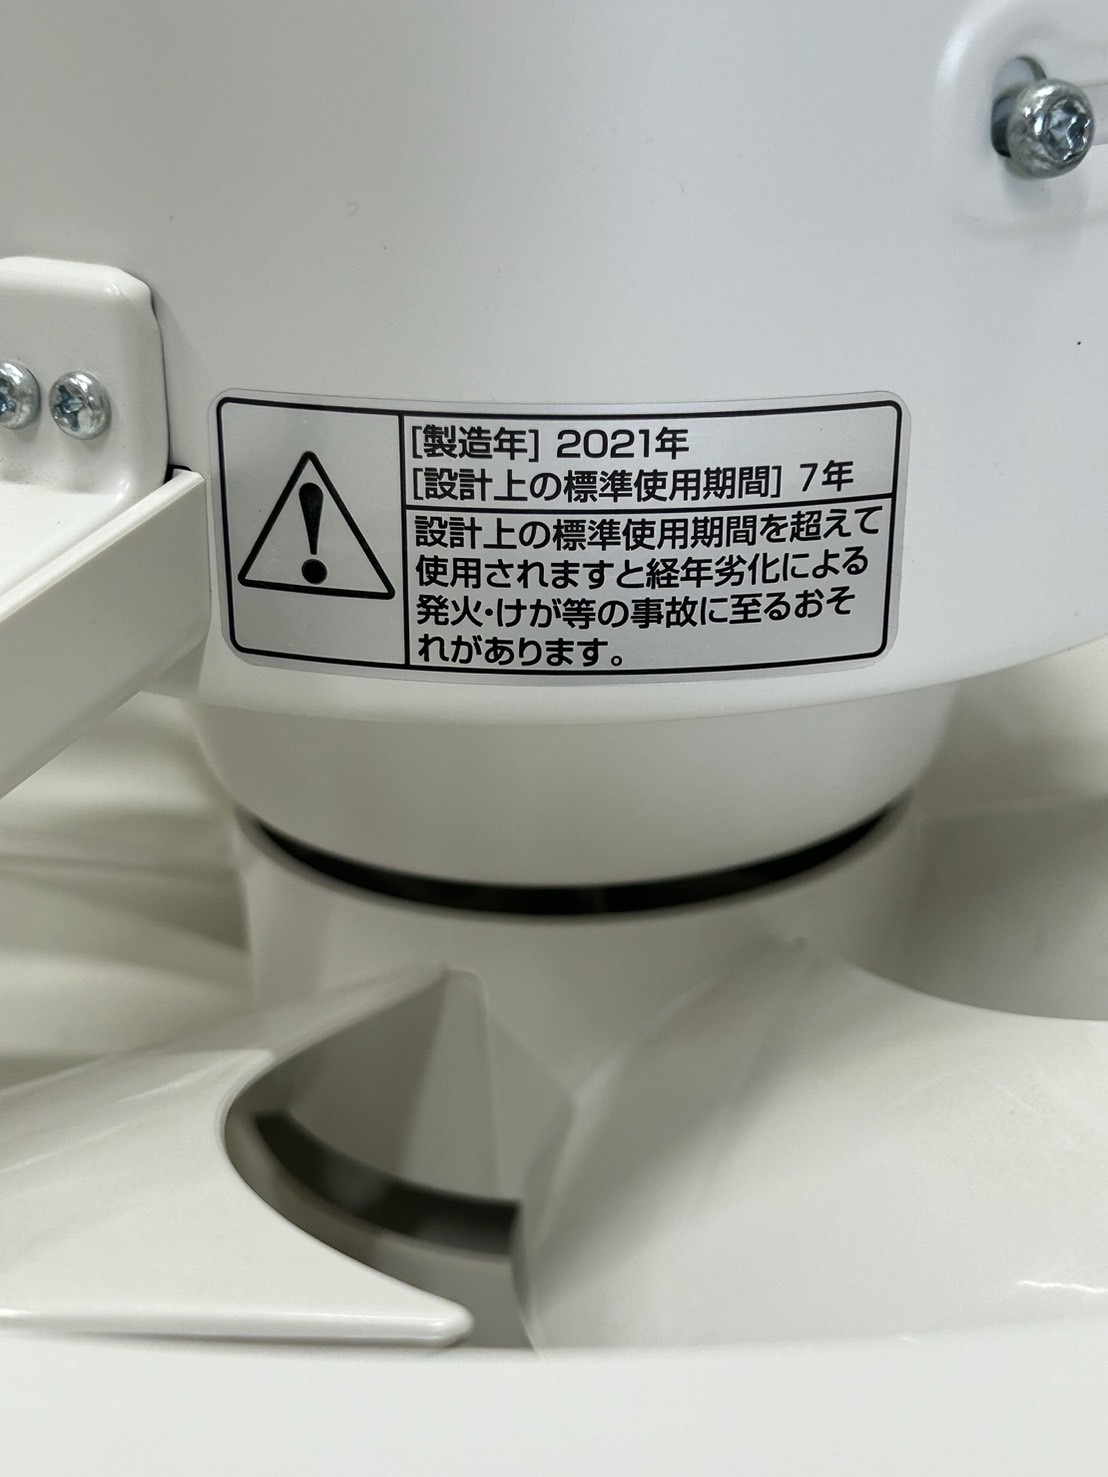 [製造年] 2021年
[設計上の標準使用期間] 7年
設計上の標準使用期間を超えて
使用されますと経年劣化による
発火・けが等の事故に至るおそ
れがあります。